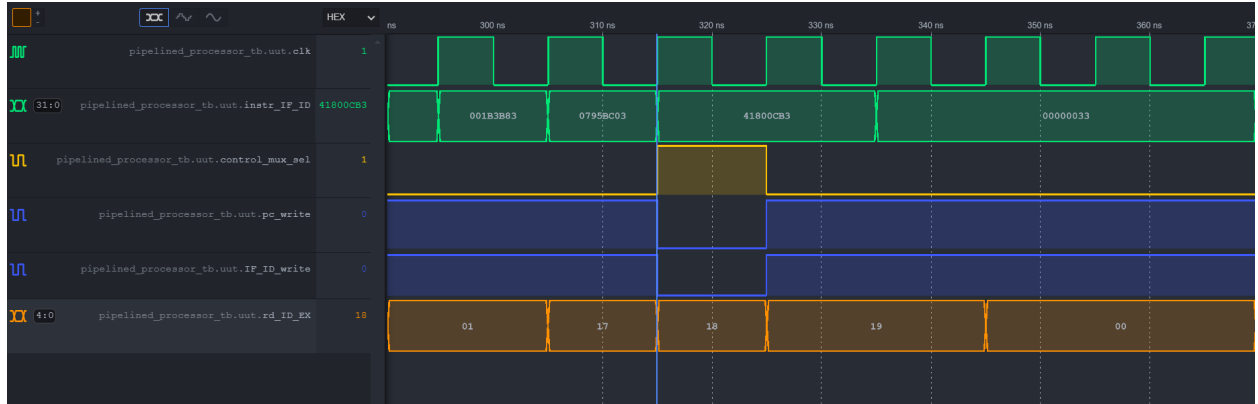 +
-
HEX
ns 300 ns 310 ns 320 ns 330 ns 340 ns 350 ns 360 ns 37
pipelined_processor_tb.uut.clk 1
31:0 pipelined_processor_tb.uut.instr_IF_ID 41800CB3 001B3B83 0795BC03 41800CB3 00000033
pipelined_processor_tb.uut.control_mux_sel 1
pipelined_processor_tb.uut.pc_write 0
pipelined_processor_tb.uut.IF_ID_write 0
4:0 pipelined_processor_tb.uut.rd_ID_EX 18 01 17 18 19 00